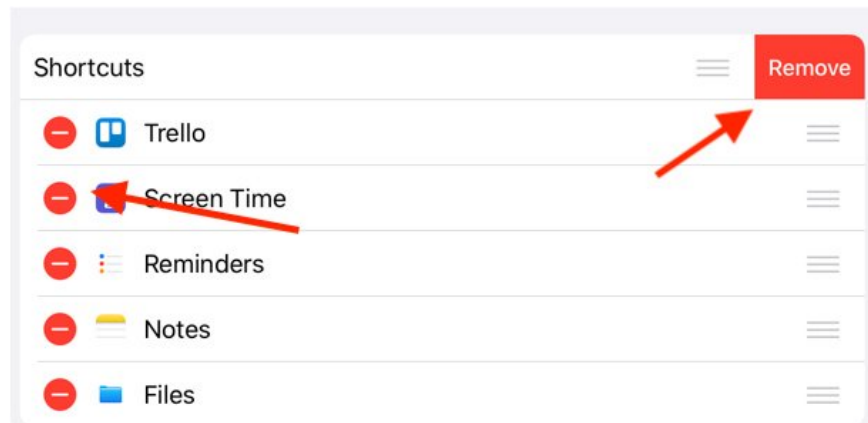 Shortcuts
Remove
Trello
Screen Time
Reminders
Notes
Files